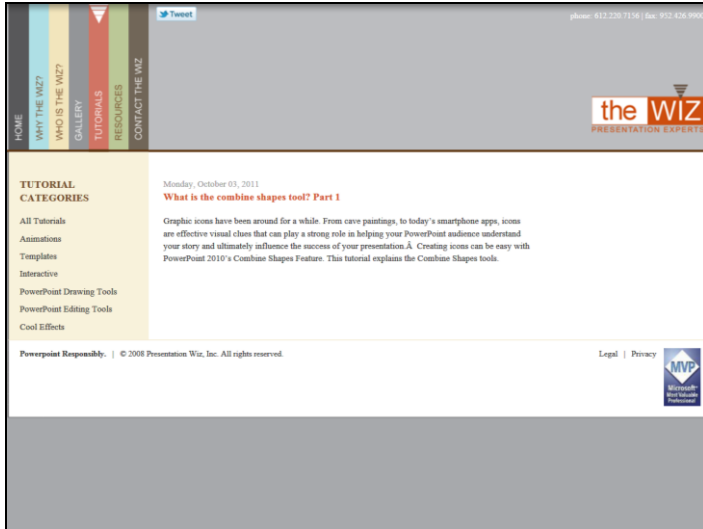 Tweet
phone: 612.220.7156 | fax: 952.426.9900
HOME
WHY THE WIZ?
WHO IS THE WIZ?
GALLERY
TUTORIALS
RESOURCES
CONTACT THE WIZ
the WIZ
PRESENTATION EXPERTS
TUTORIAL
CATEGORIES
All Tutorials
Animations
Templates
Interactive
PowerPoint Drawing Tools
PowerPoint Editing Tools
Cool Effects
Monday, October 03, 2011
What is the combine shapes tool? Part 1
Graphic icons have been around for a while. From cave paintings, to today's smartphone apps, icons
are effective visual clues that can play a strong role in helping your PowerPoint audience understand
your story and ultimately influence the success of your presentation.Â  Creating icons can be easy with
PowerPoint 2010's Combine Shapes Feature. This tutorial explains the Combine Shapes tools.
Powerpoint Responsibly. | © 2008 Presentation Wiz, Inc. All rights reserved.
Legal | Privacy
MVP
Microsoft
Most Valuable
Professional